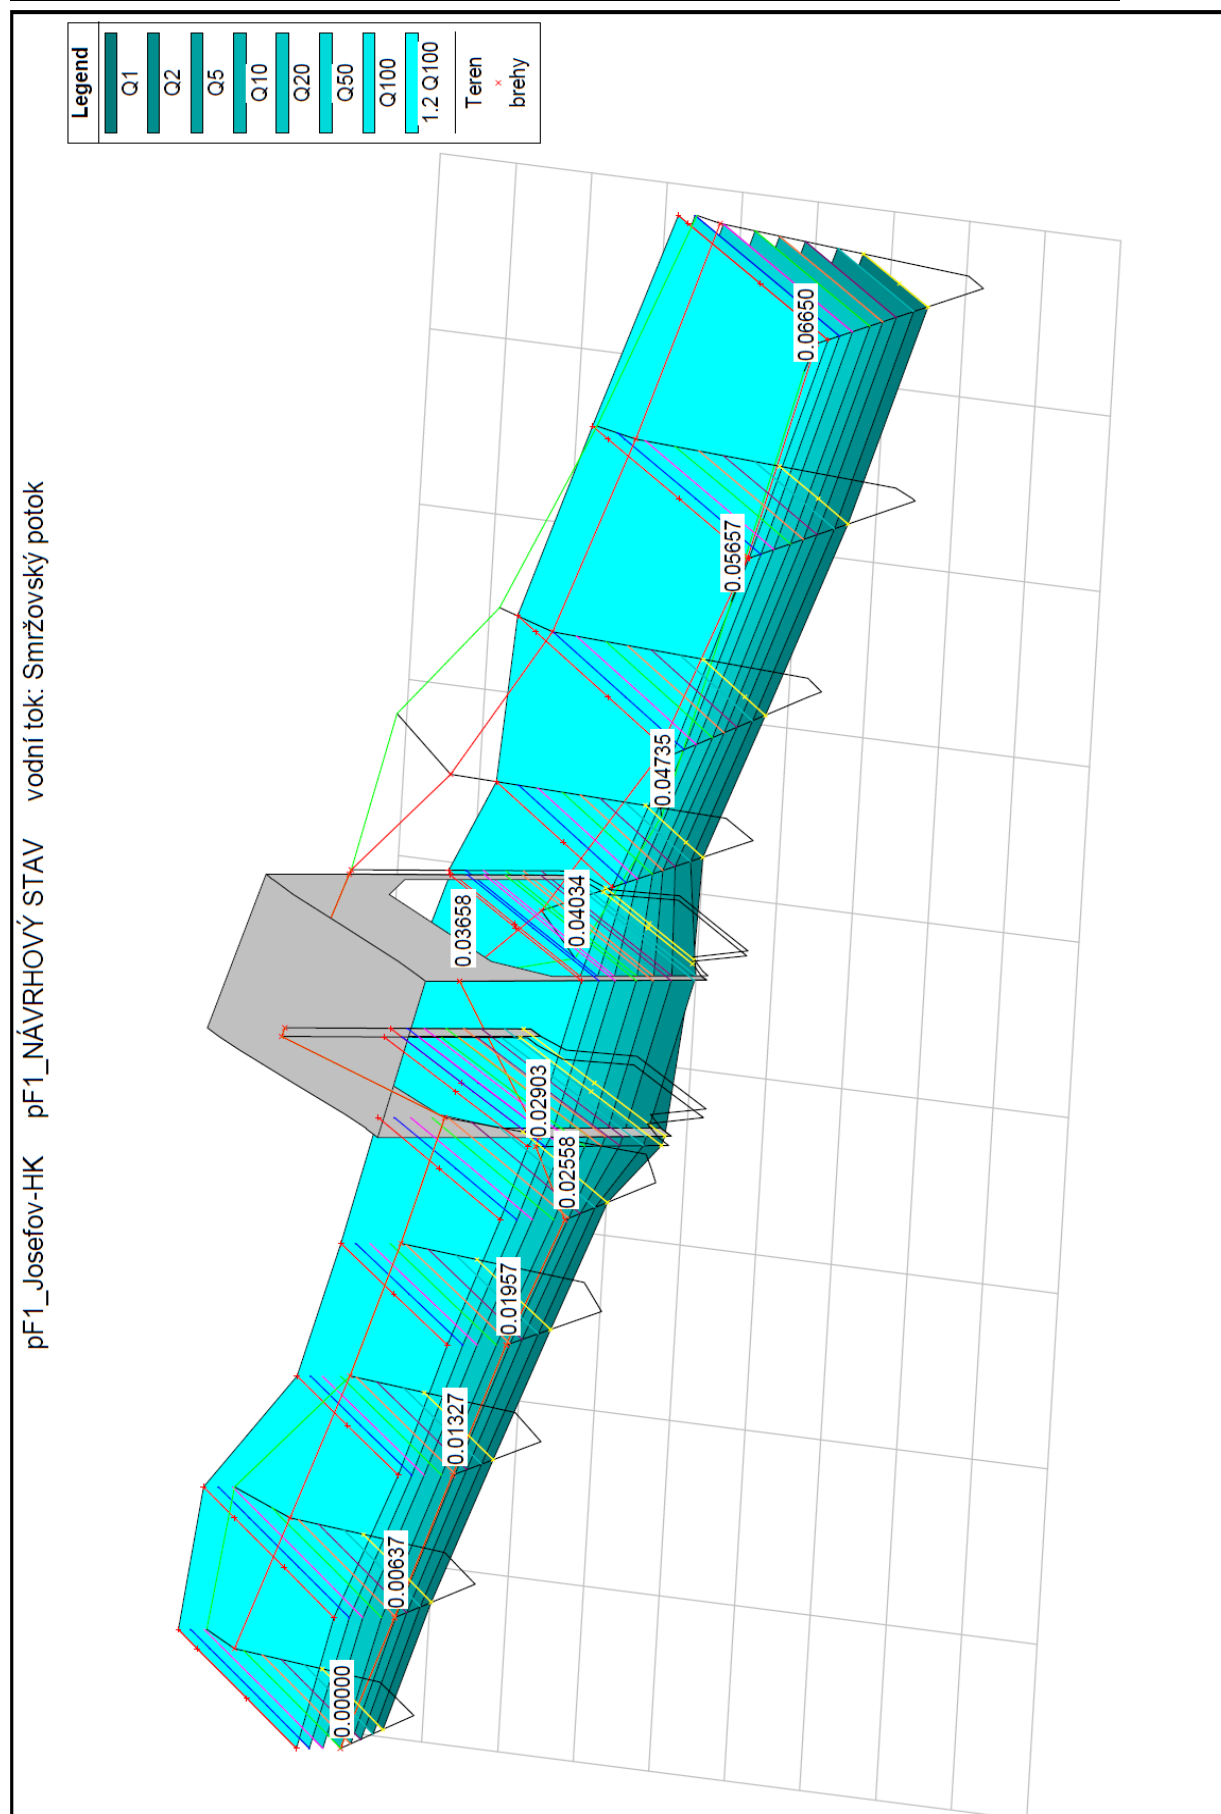 pF1_Josefov-HK pF1_NÁVRHOVÝ STAV vodní tok: Smržovský potok
Legend
Q1
Q2
Q5
Q10
Q20
Q50
Q100
1.2 Q100
Teren
brehy
0.06650
0.05657
0.04735
0.04034
0.03658
0.02903
0.02558
0.01957
0.01327
0.00637
0.00000